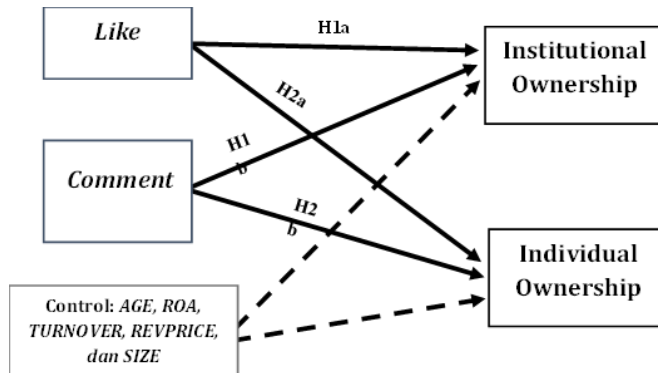 Like
H1a
Institutional
Ownership
H2a
H1
b
Comment
H2
b
Individual
Ownership
Control: AGE, ROA,
TURNOVER, REVPRICE,
dan SIZE